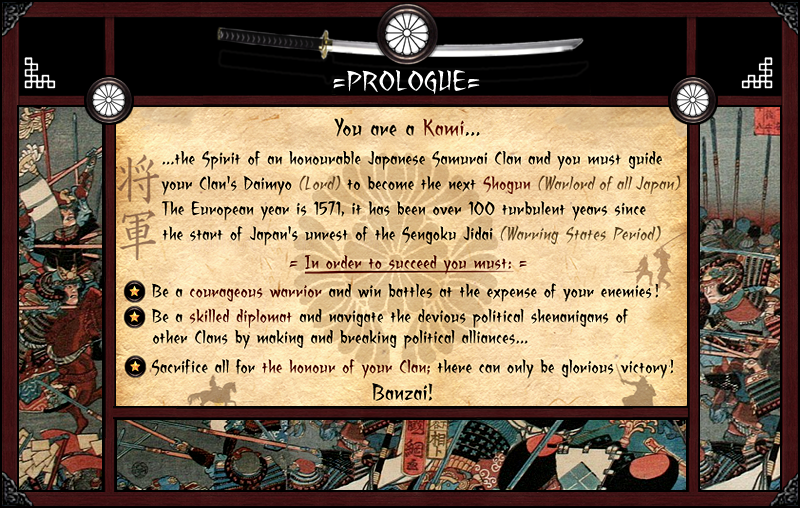 =PROLOGUE=
You are a Kami...
...the Spirit of an honourable Japanese Samurai Clan and you must guide
your Clan's Daimyo (Lord) to become the next Shogun (Warlord of all Japan)
The European year is 1571, it has been over 100 turbulent years since
the start of Japan's unrest of the Sengoku Jidai (Warring States Period)
将軍
= In order to succeed you must: =
Be a courageous warrior and win battles at the expense of your enemies!
Be a skilled diplomat and navigate the devious political shenanigans of
other Clans by making and breaking political alliances...
Sacrifice all for the honour of your Clan; there can only be glorious victory!
Banzai!